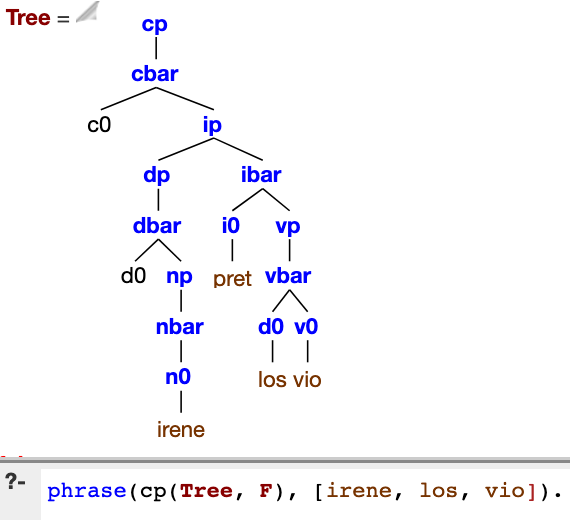 Tree =
cp
cbar
c0 ip
dp ibar
dbar i0 vp
d0 np pret vbar
nbar d0 v0
n0 los vio
irene
?- phrase(cp(Tree, F), [irene, los, vio]).